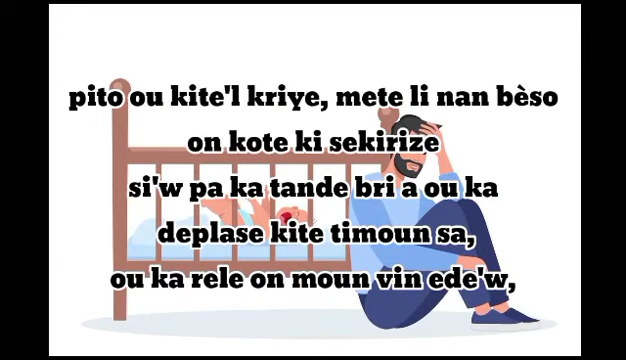 pito ou kite'l kriye, mete li nan bèso
on kote ki sekirize
si'w pa ka tande bri a ou ka
deplase kite timoun sa,
ou ka rele on moun vin ede'w,